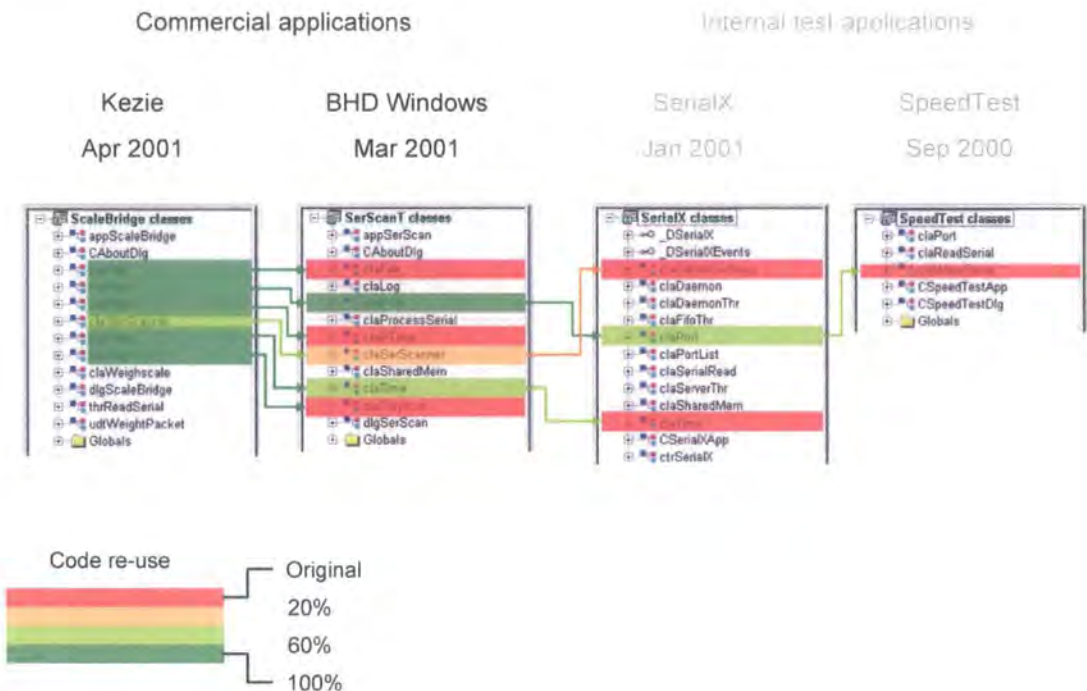 Commercial applications
Internal test applications
Kezie
BHD Windows
SerialX
SpeedTest
Apr 2001
Mar 2001
Jan 2001
Sep 2000
ScaleBridge classes
appScaleBridge
CAboutDlg
claWeighscale
dlgScaleBridge
thrReadSerial
udtWeightPacket
Globals
SerScanT classes
appSerScan
CAboutDlg
claLog
claProcessSerial
claSerScanner
claSharedMem
claTime
dlgSerScan
Globals
SerialX classes
_DSerialX
_DSerialXEvents
claDaemon
claDaemonThr
claFifoThr
claPort
claPortList
claSerialRead
claServerThr
claSharedMem
claTime
CSerialXApp
ctrSerialX
SpeedTest classes
claPort
claReadSerial
CSpeedTestApp
CSpeedTestDlg
Globals
Code re-use
Original
20%
60%
100%